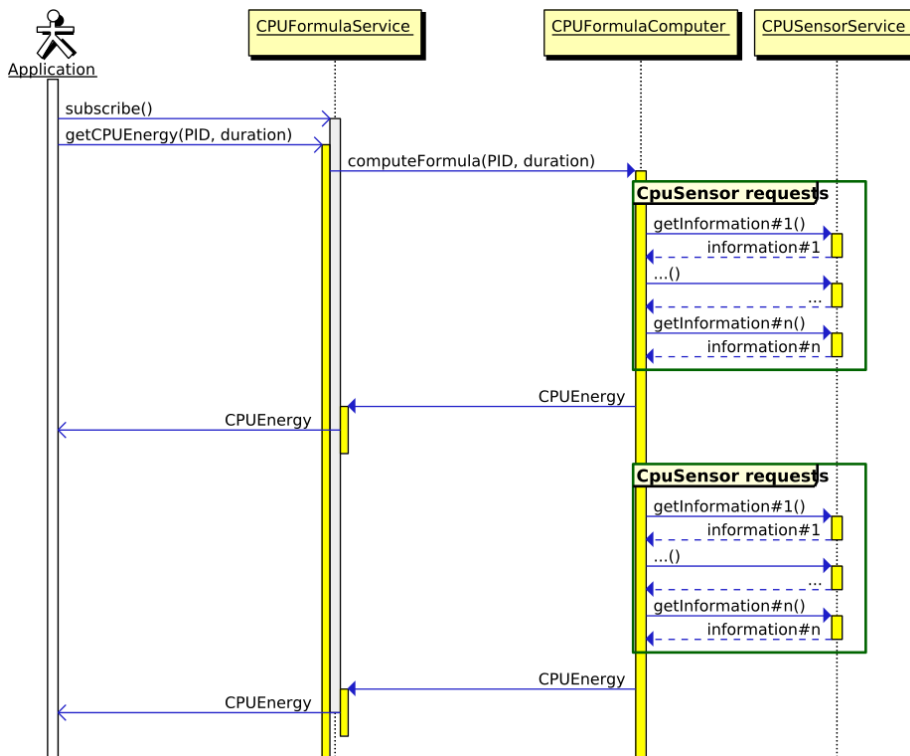 CPUFormulaService
CPUFormulaComputer
CPUSensorService
Application
subscribe()
getCPUEnergy(PID, duration)
computeFormula(PID, duration)
CpuSensor requests
getInformation#1()
information#1
...()
...
getInformation#n()
information#n
CPUEnergy
CPUEnergy
CpuSensor requests
getInformation#1()
information#1
...()
...
getInformation#n()
information#n
CPUEnergy
CPUEnergy